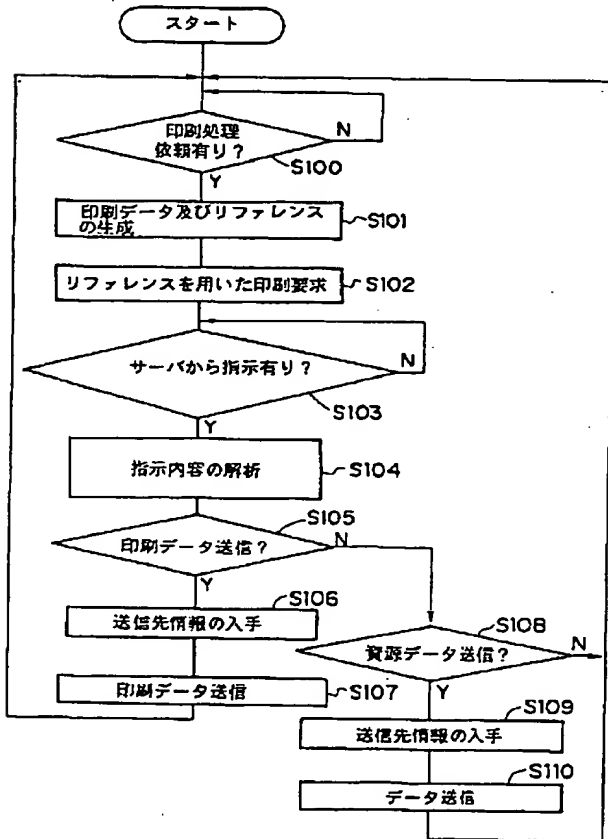 スタート
印刷処理
依頼有り？
N
S100
Y
印刷データ及びリファレンス
の生成
S101
リファレンスを用いた印刷要求
S102
サーバから指示有り？
N
S103
Y
指示内容の解析
S104
S105
印刷データ送信？
N
Y
S106
送信先情報の入手
S108
資源データ送信？
N
印刷データ送信
S107
Y
S109
送信先情報の入手
S110
データ送信